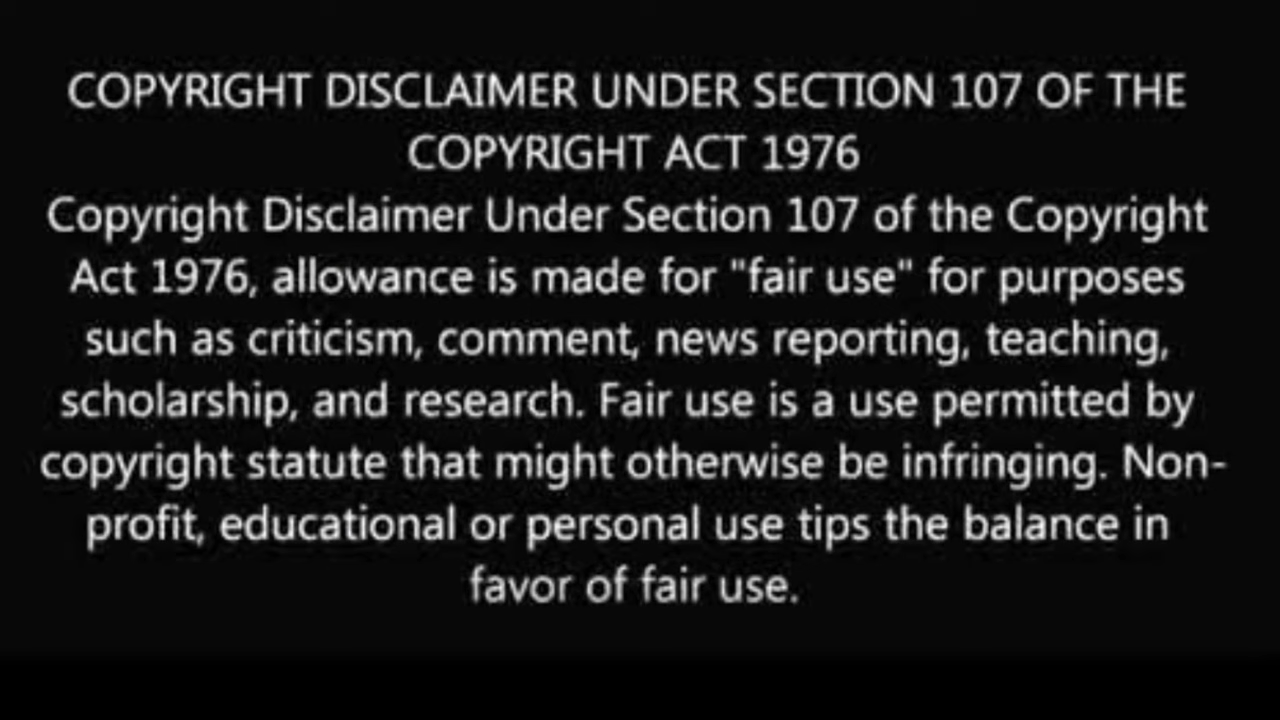 COPYRIGHT DISCLAIMER UNDER SECTION 107 OF THE
COPYRIGHT ACT 1976
Copyright Disclaimer Under Section 107 of the Copyright
Act 1976, allowance is made for "fair use" for purposes
such as criticism, comment, news reporting, teaching,
scholarship, and research. Fair use is a use permitted by
copyright statute that might otherwise be infringing. Non-
profit, educational or personal use tips the balance in
favor of fair use.